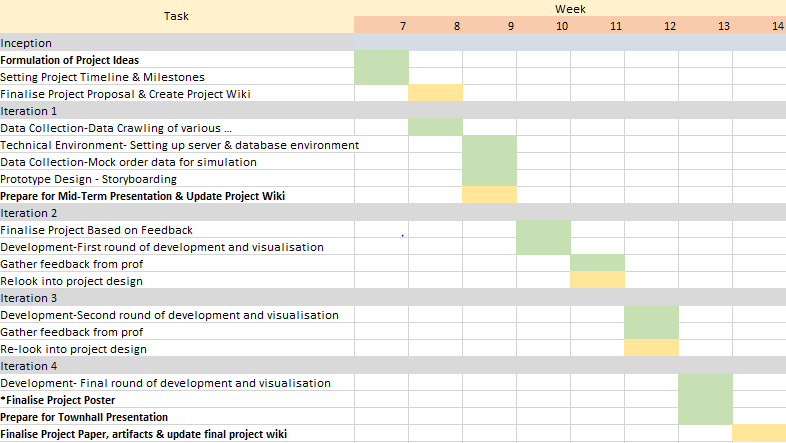 Week
Task
7 8 9 10 11 12 13 14
Inception
Formulation of Project Ideas
Setting Project Timeline & Milestones
Finalise Project Proposal & Create Project Wiki
Iteration 1
Data Collection-Data Crawling of various ...
Technical Environment- Setting up server & database environment
Data Collection-Mock order data for simulation
Prototype Design - Storyboarding
Prepare for Mid-Term Presentation & Update Project Wiki
Iteration 2
Finalise Project Based on Feedback
Development-First round of development and visualisation
Gather feedback from prof
Relook into project design
Iteration 3
Development-Second round of development and visualisation
Gather feedback from prof
Re-look into project design
Iteration 4
Development- Final round of development and visualisation
*Finalise Project Poster
Prepare for Townhall Presentation
Finalise Project Paper, artifacts & update final project wiki